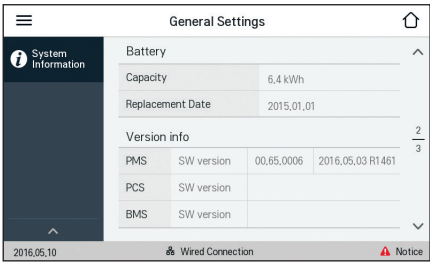 General Settings
System
Information
Battery
Capacity 6,4 kWh
Replacement Date 2015,01,01
Version info
PMS SW version 00,65,0006 2016,05,03 R1461
PCS SW version
BMS SW version
2
3
2016,05,10 Wired Connection Notice